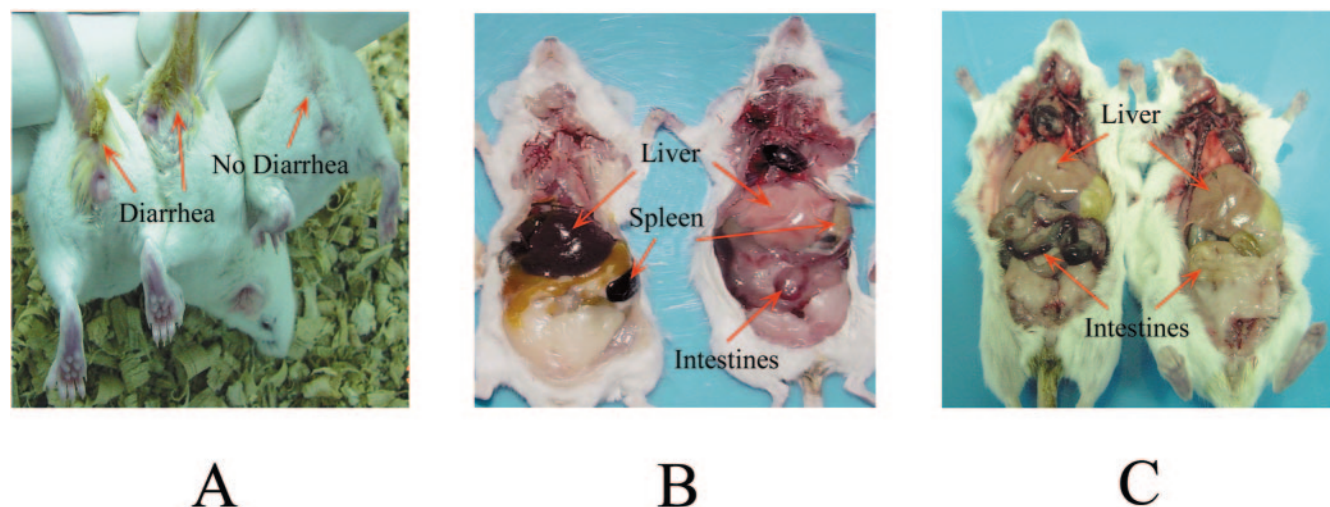 No Diarrhea
Diarrhea
Liver
Spleen
Intestines
Liver
Intestines
A
B
C